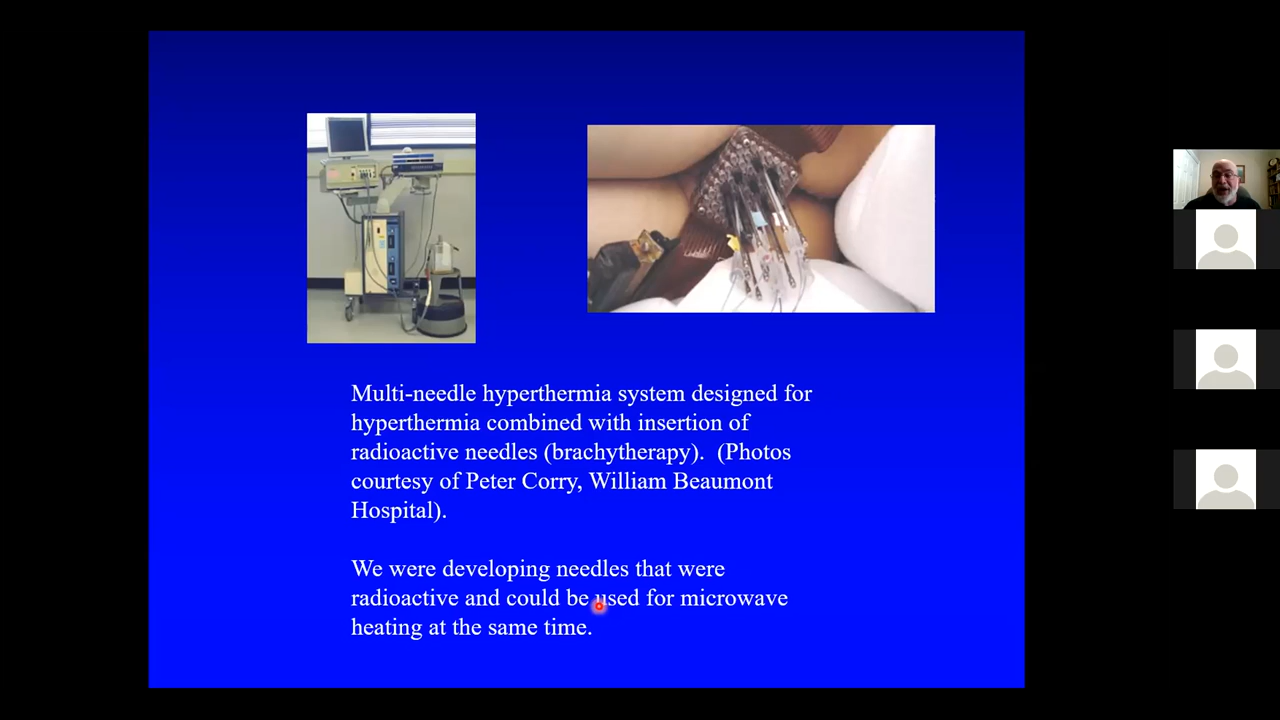 Multi-needle hyperthermia system designed for
hyperthermia combined with insertion of
radioactive needles (brachytherapy).  (Photos
courtesy of Peter Corry, William Beaumont
Hospital).
We were developing needles that were
radioactive and could be used for microwave
heating at the same time.